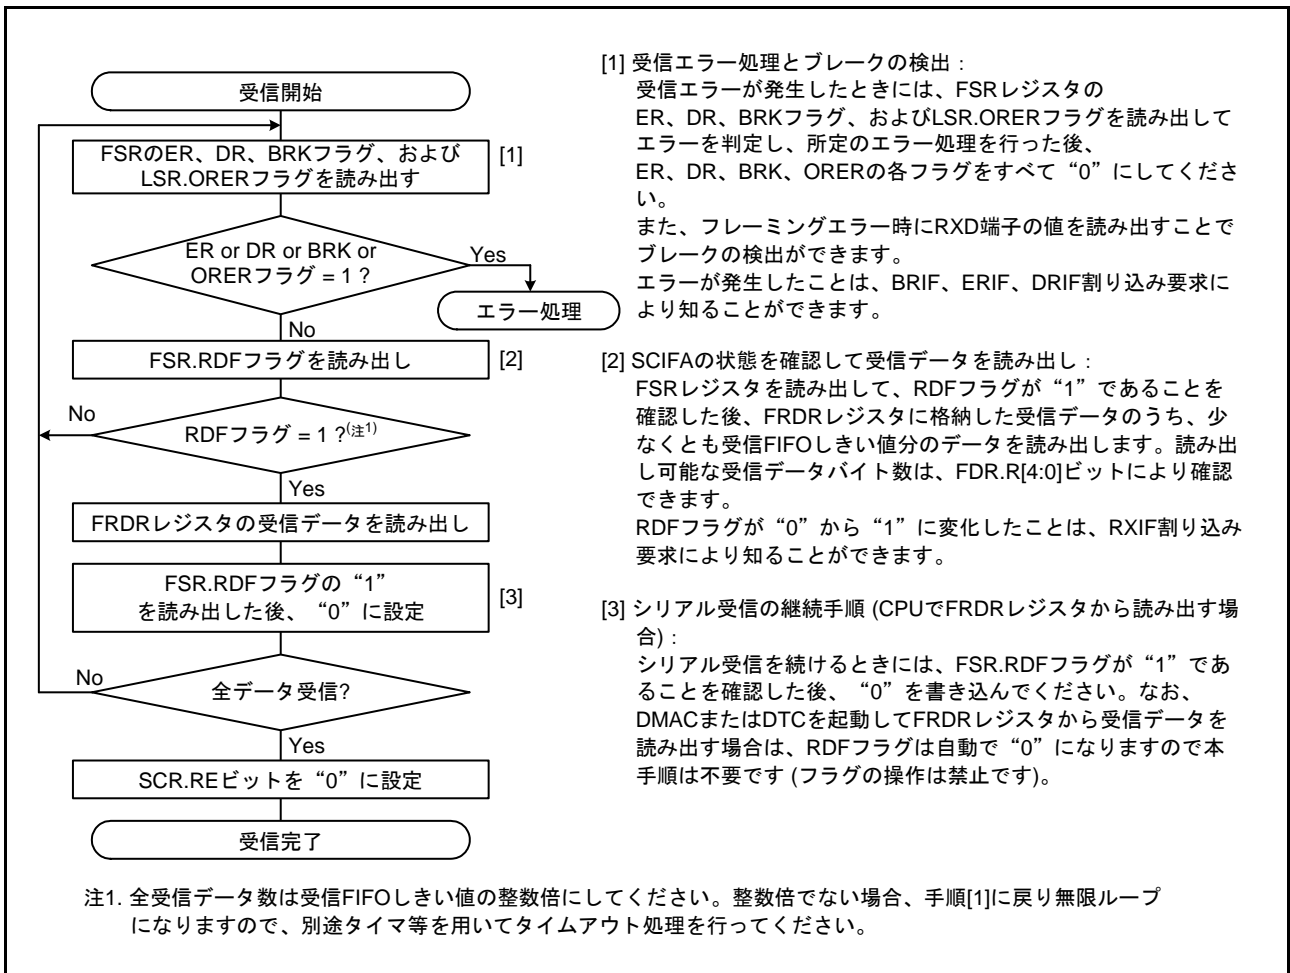 受信開始
FSRのER、DR、BRKフラグ、および
LSR.ORERフラグを読み出す
[1]
ER or DR or BRK or
ORERフラグ = 1 ?
Yes
エラー処理
No
FSR.RDFフラグを読み出し
[2]
No
RDFフラグ = 1 ?(注1)
Yes
FRDRレジスタの受信データを読み出し
FSR.RDFフラグの“1”
を読み出した後、“0”に設定
[3]
No
全データ受信?
Yes
SCR.REビットを“0”に設定
受信完了
[1] 受信エラー処理とブレークの検出：
受信エラーが発生したときには、FSRレジスタの
ER、DR、BRKフラグ、およびLSR.ORERフラグを読み出して
エラーを判定し、所定のエラー処理を行った後、
ER、DR、BRK、ORERの各フラグをすべて“0”にしてくださ
い。
また、フレーミングエラー時にRXD端子の値を読み出すことで
ブレークの検出ができます。
エラーが発生したことは、BRIF、ERIF、DRIF割り込み要求に
より知ることができます。
[2] SCIFAの状態を確認して受信データを読み出し：
FSRレジスタを読み出して、RDFフラグが“1”であることを
確認した後、FRDRレジスタに格納した受信データのうち、少
なくとも受信FIFOしきい値分のデータを読み出します。読み出
し可能な受信データバイト数は、FDR.R[4:0]ビットにより確認
できます。
RDFフラグが“0”から“1”に変化したことは、RXIF割り込み
要求により知ることができます。
[3] シリアル受信の継続手順 (CPUでFRDRレジスタから読み出す場
合)：
シリアル受信を続けるときには、FSR.RDFフラグが“1”であ
ることを確認した後、“0”を書き込んでください。なお、
DMACまたはDTCを起動してFRDRレジスタから受信データを
読み出す場合は、RDFフラグは自動で“0”になりますので本
手順は不要です (フラグの操作は禁止です)。
注1. 全受信データ数は受信FIFOしきい値の整数倍にしてください。整数倍でない場合、手順[1]に戻り無限ループ
になりますので、別途タイマ等を用いてタイムアウト処理を行ってください。